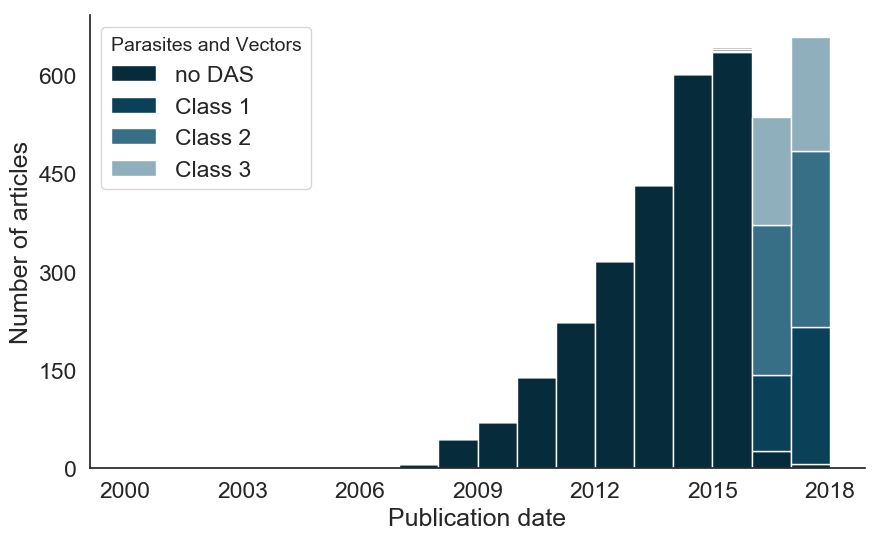 Parasites and Vectors
no DAS
Class 1
Class 2
Class 3
Number of articles
600
450
300
150
0
2000 2003 2006 2009 2012 2015 2018
Publication date